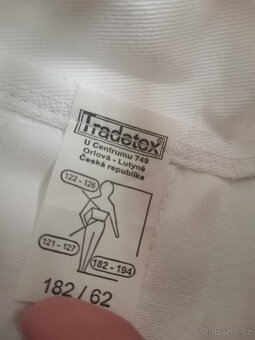 Tradetex
U Centrumu 749
Orlová - Lutyně
Česká republika
122 - 126
121 - 127
182 - 194
182 / 62
Bazos.cz